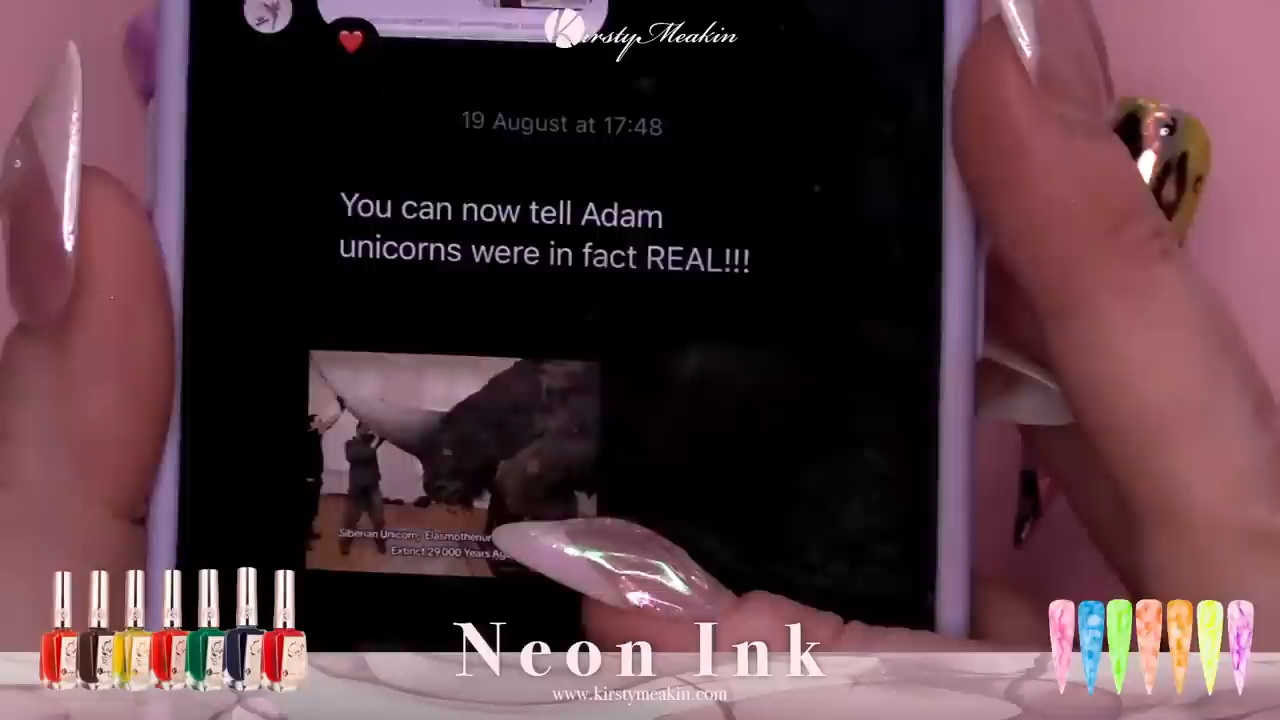 Kirsty Meakin
19 August at 17:48
You can now tell Adam
unicorns were in fact REAL!!!
Siberian Unicorn,
Extinct 29 000 Years
Neon Ink
www.kirstymeakin.com